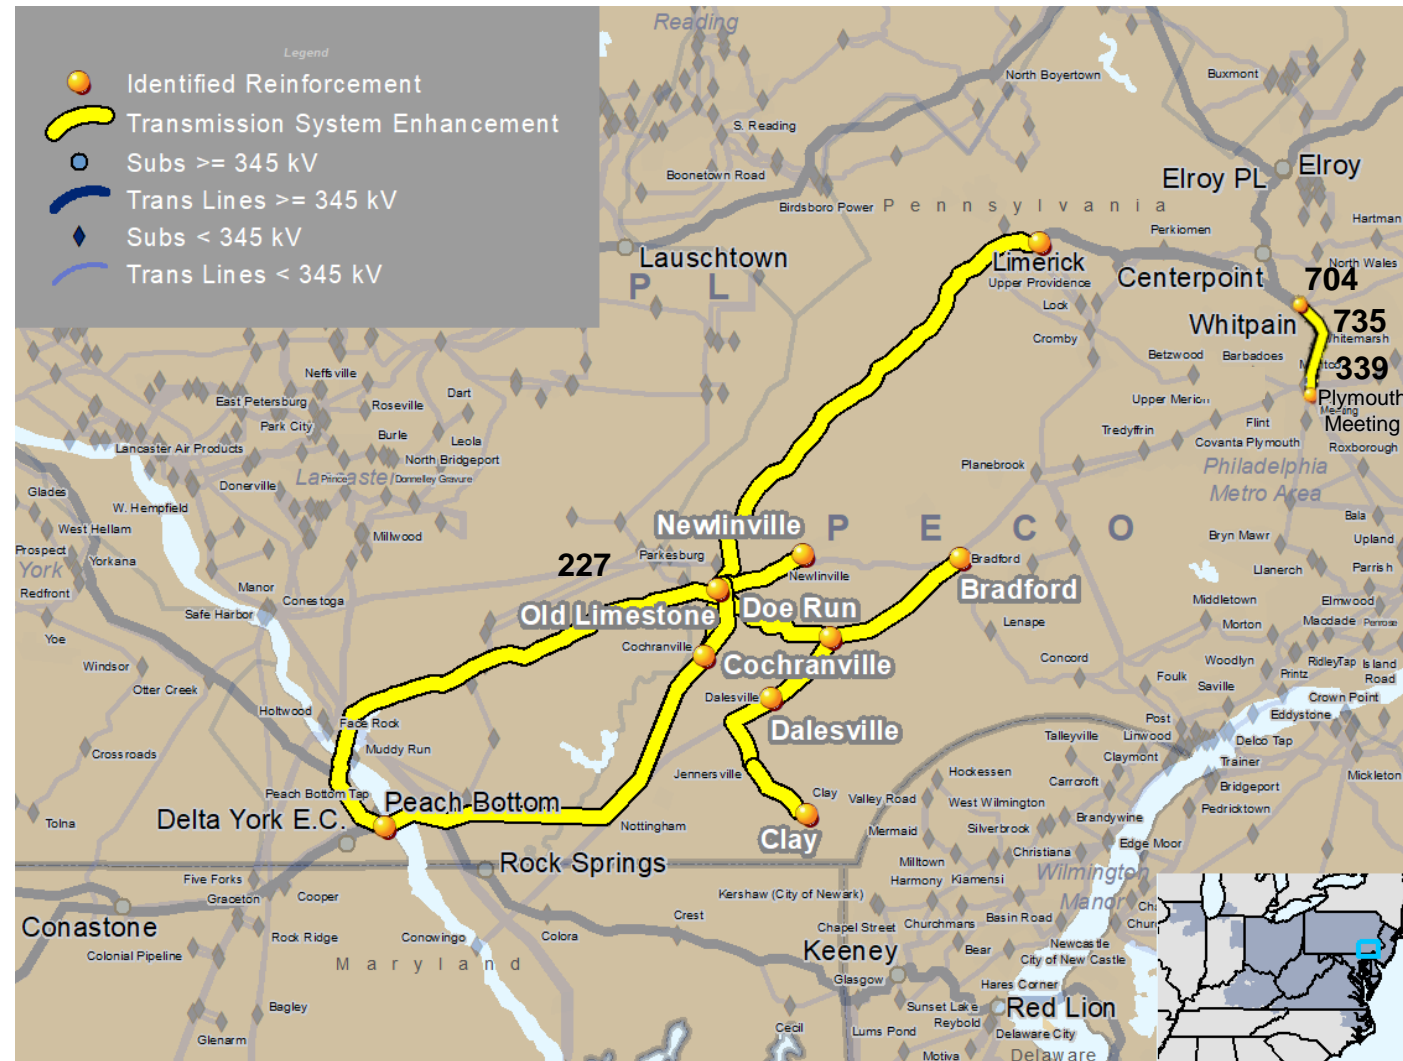 Legend
Identified Reinforcement
Transmission System Enhancement
Subs >= 345 kV
Trans Lines >= 345 kV
Subs < 345 kV
Trans Lines < 345 kV
Reading
North Boyertown
Buxmont
S. Reading
Boonetown Road
Elroy
Elroy PL
Birdsboro Power
Pennsylvania
Hartman
Perkiomen
Lauschtown
Limerick
North Wales
PL
Upper Providence
Centerpoint
704
Lock
Whitpain
735
Cromby
Whitemarsh
Betzwood
Barbadoes
339
Neffsville
Dart
East Petersburg
Roseville
Upper Merion
Plymouth
Meeting
Park City
Burle
Leola
Tredyffrin
Flint
Covanta Plymouth
Roxborough
Lancaster Air Products
North Bridgeport
Planebrook
Philadelphia
Metro Area
Lancaster
Prince
Donnelley Gravure
Donerville
Glades
W. Hempfield
Newlinville
PECO
Bala
West Hellam
Millwood
Bryn Mawr
Upland
Prospect
Yorkana
York
Parkesburg
227
Newlinville
Bradford
Bradford
Llanerch
Parrish
Redfront
Manor
Conestoga
Safe Harbor
Old Limestone
Doe Run
Middletown
Elmwood
Macdade
Penrose
Morton
Lenape
Yoe
Cochranville
Cochranville
Concord
Woodlyn
RidleyTap
Island
Road
Windsor
Otter Creek
Foulk
Saville
Printz
Crown Point
Dalesville
Dalesville
Holtwood
Face Rock
Post
Eddystone
Talleyville
Linwood
Delco Tap
Crossroads
Muddy Run
Claymont
Trainer
Jennersville
Hockessen
Carrcroft
Bridgeport
Mickleton
Peach Bottom Tap
Peach Bottom
Clay
Valley Road
West Wilmington
Pedricktown
Delta York E.C.
Tolna
Nottingham
Clay
Mermaid
Silverbrook
Brandywine
Christiana
Edge Moor
Rock Springs
Milltown
Wilmington
Manor
Five Forks
Graceton
Cooper
Harmony
Kiamensi
Kershaw (City of Newark)
Conastone
Crest
Chapel Street
Churchmans
Basin Road
Rock Ridge
Conowingo
Colora
Keeney
Bear
Newcastle
City of New Castle
Colonial Pipeline
Maryland
Glasgow
Hares Corner
Bagley
Sunset Lake
Red Lion
Reybold
Glenarm
Cecil
Lums Pond
Delaware City
Motiva
Delaware